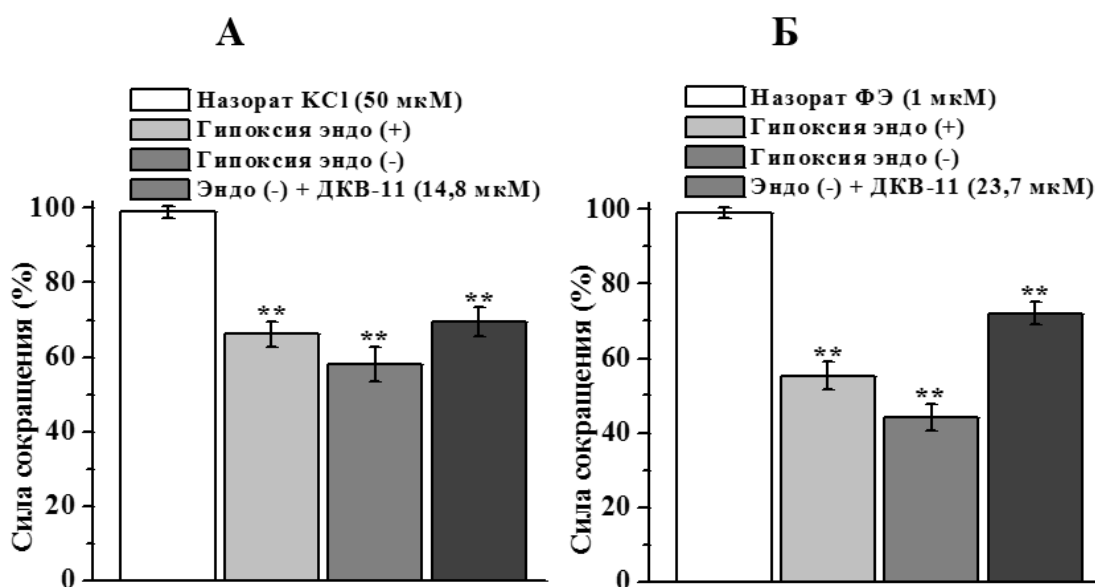 А
Назорат KCl (50 мкМ)
Гипоксия эндо (+)
Гипоксия эндо (-)
Эндо (-) + ДКВ-11 (14,8 мкМ)
Сила сокращения (%)
100
80
60
40
20
0
**
**
**
Б
Назорат ФЭ (1 мкМ)
Гипоксия эндо (+)
Гипоксия эндо (-)
Эндо (-) + ДКВ-11 (23,7 мкМ)
Сила сокращения (%)
100
80
60
40
20
0
**
**
**